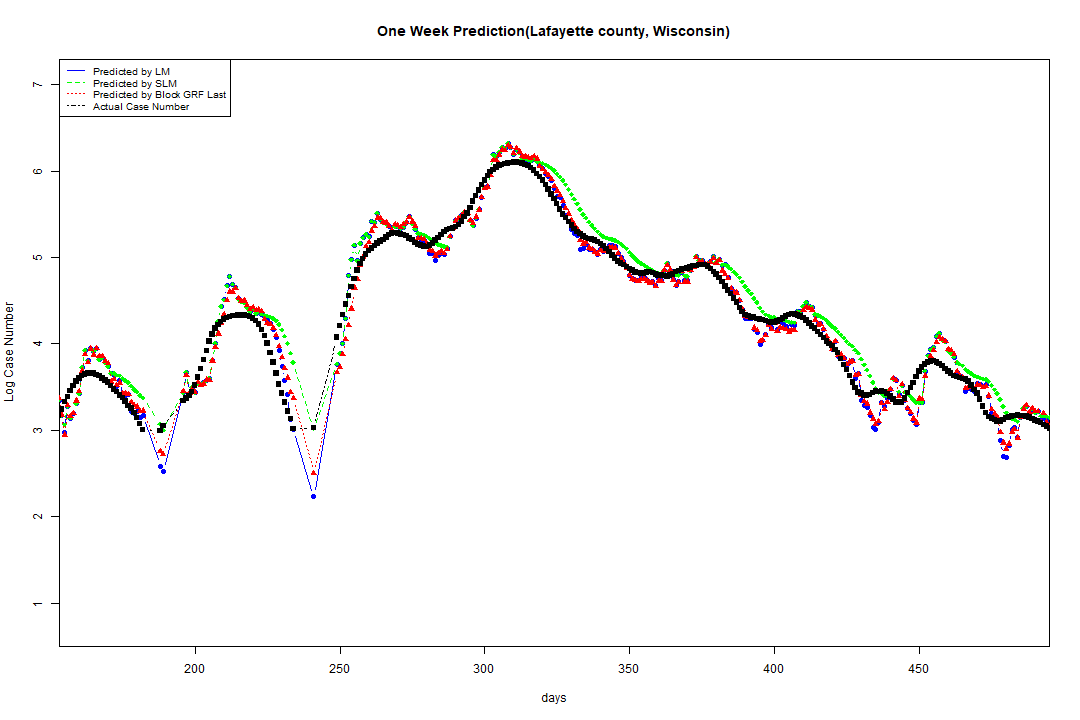 One Week Prediction(Lafayette county, Wisconsin)
Predicted by LM
Predicted by SLM
Predicted by Block GRF Last
Actual Case Number
7
6
5
4
3
2
1
Log Case Number
200 250 300 350 400 450
days